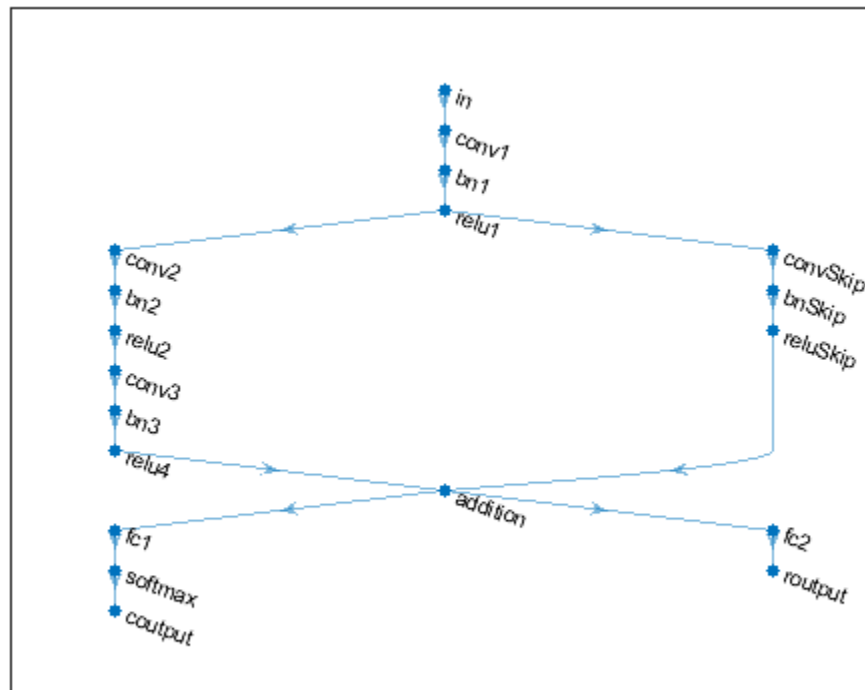 in
conv1
bn1
relu1
conv2
bn2
relu2
conv3
bn3
relu4
convSkip
bnSkip
reluSkip
addition
fc1
softmax
coutput
fc2
routput